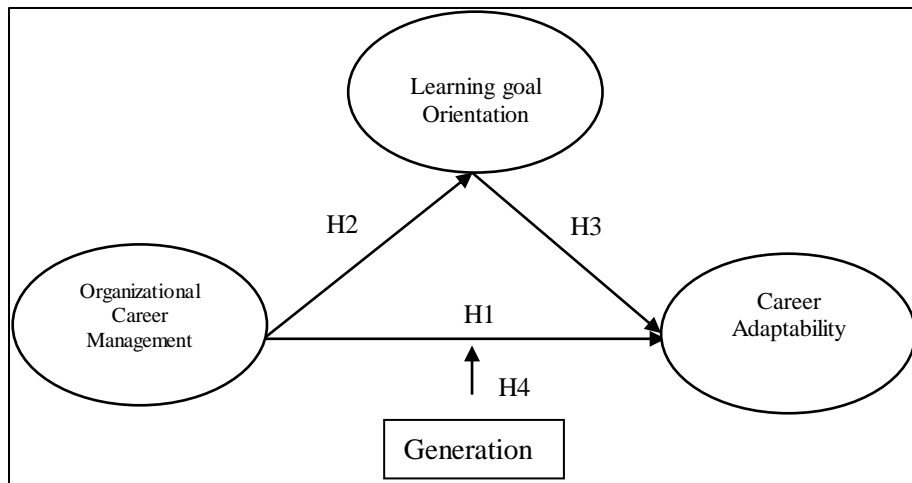 Learning goal
Orientation
H2
H3
Organizational
Career
Management
H1
Career
Adaptability
H4
Generation